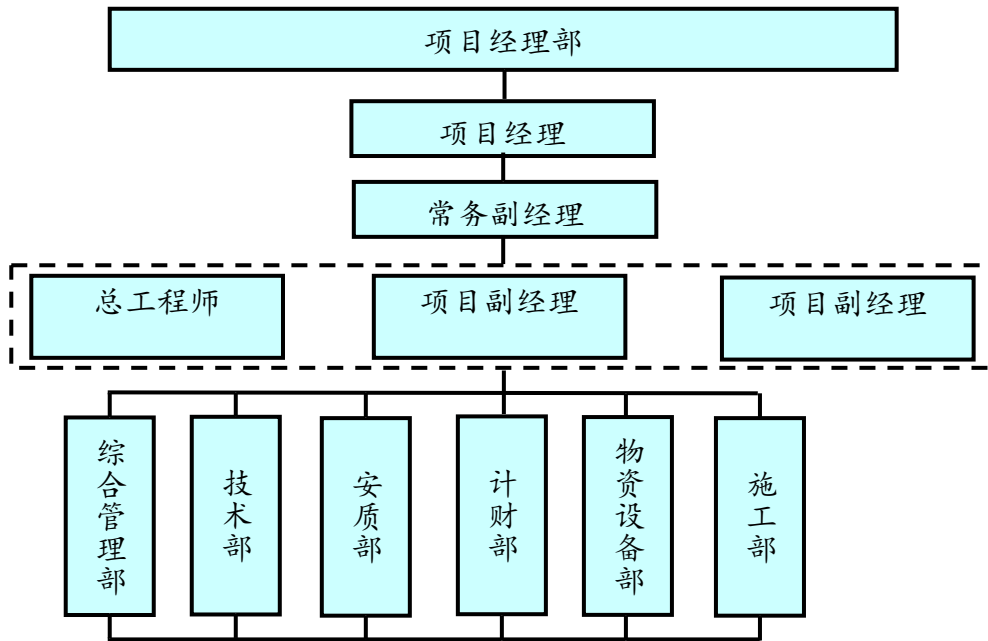 项目经理部
项目经理
常务副经理
总工程师
项目副经理
项目副经理
综合管理部
技术部
安质部
计财部
物资设备部
施工部